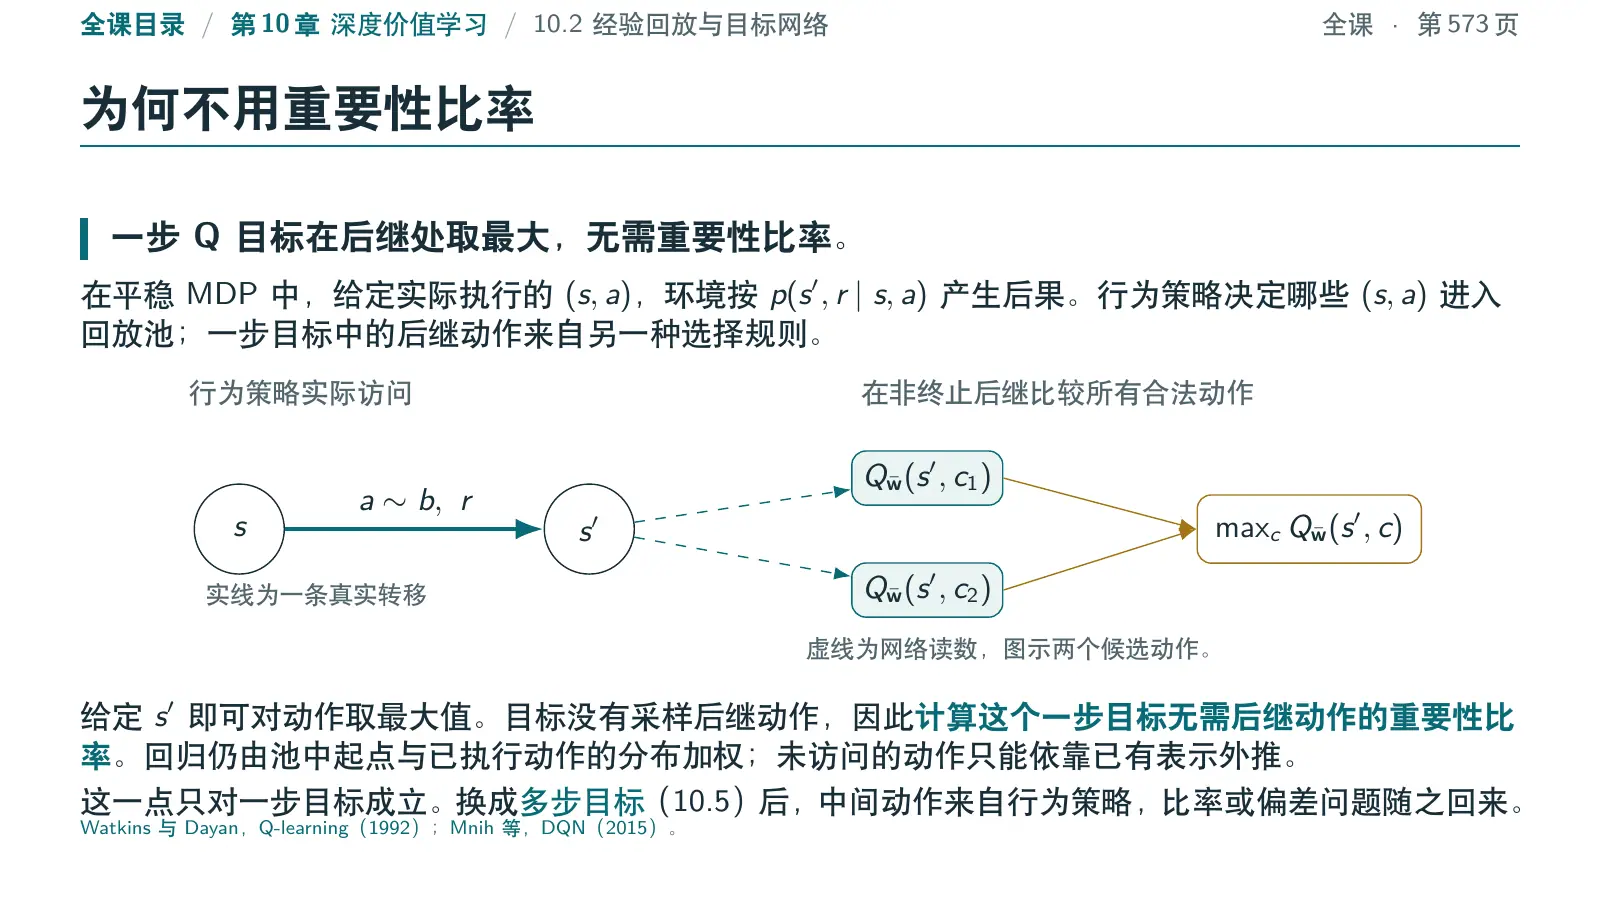 全课目录 / 第 10 章 深度价值学习 / 10.2 经验回放与目标网络
全课 · 第 573 页
为何不用重要性比率
一步 Q 目标在后继处取最大，无需重要性比率。
在平稳 MDP 中，给定实际执行的 (s, a)，环境按 p(s′, r | s, a) 产生后果。行为策略决定哪些 (s, a) 进入
回放池；一步目标中的后继动作来自另一种选择规则。
行为策略实际访问
在非终止后继比较所有合法动作
s
a ∼ b, r
s′
实线为一条真实转移
Q_w̄(s′, c₁)
Q_w̄(s′, c₂)
max_c Q_w̄(s′, c)
虚线为网络读数，图示两个候选动作。
给定 s′ 即可对动作取最大值。目标没有采样后继动作，因此计算这个一步目标无需后继动作的重要性比
率。回归仍由池中起点与已执行动作的分布加权；未访问的动作只能依靠已有表示外推。
这一点只对一步目标成立。换成多步目标（10.5）后，中间动作来自行为策略，比率或偏差问题随之回来。
Watkins 与 Dayan，Q-learning（1992）；Mnih 等，DQN（2015）。